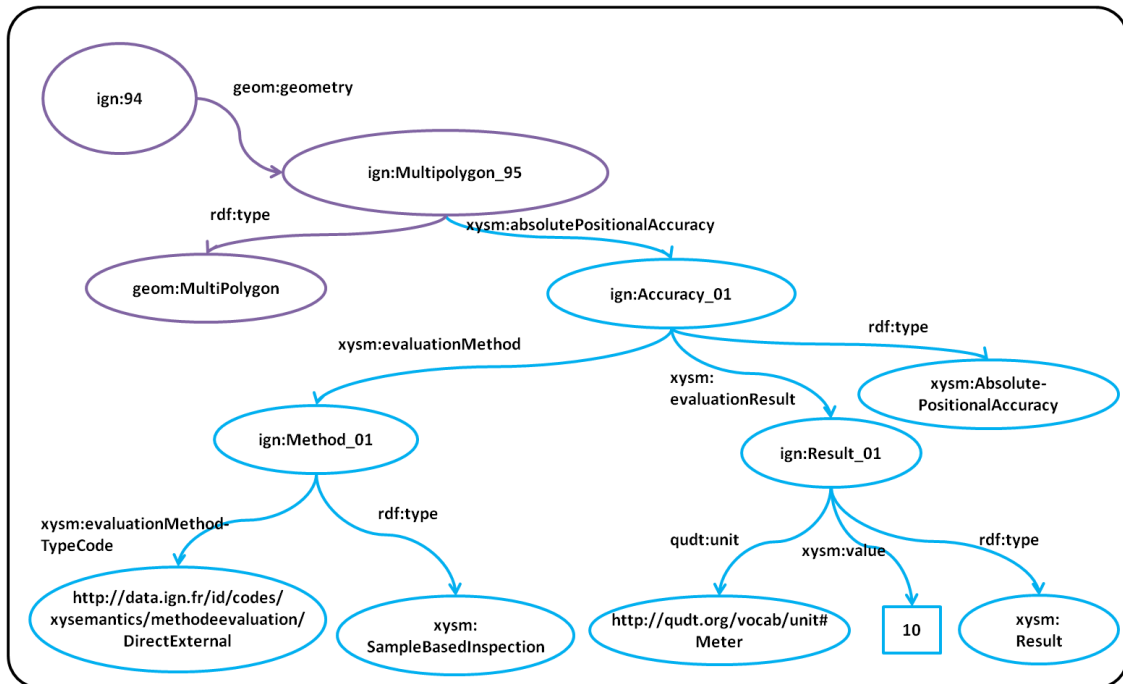 ign:94
geom:geometry
ign:Multipolygon_95
rdf:type
xysm:absolutePositionalAccuracy
geom:MultiPolygon
ign:Accuracy_01
rdf:type
xysm:evaluationMethod
xysm:
evaluationResult
xysm:Absolute-
PositionalAccuracy
ign:Method_01
ign:Result_01
xysm:evaluationMethod-
TypeCode
rdf:type
qudt:unit
xysm:value
rdf:type
http://data.ign.fr/id/codes/
xysemantics/methodeevaluation/
DirectExternal
xysm:
SampleBasedInspection
http://qudt.org/vocab/unit#
Meter
10
xysm:
Result